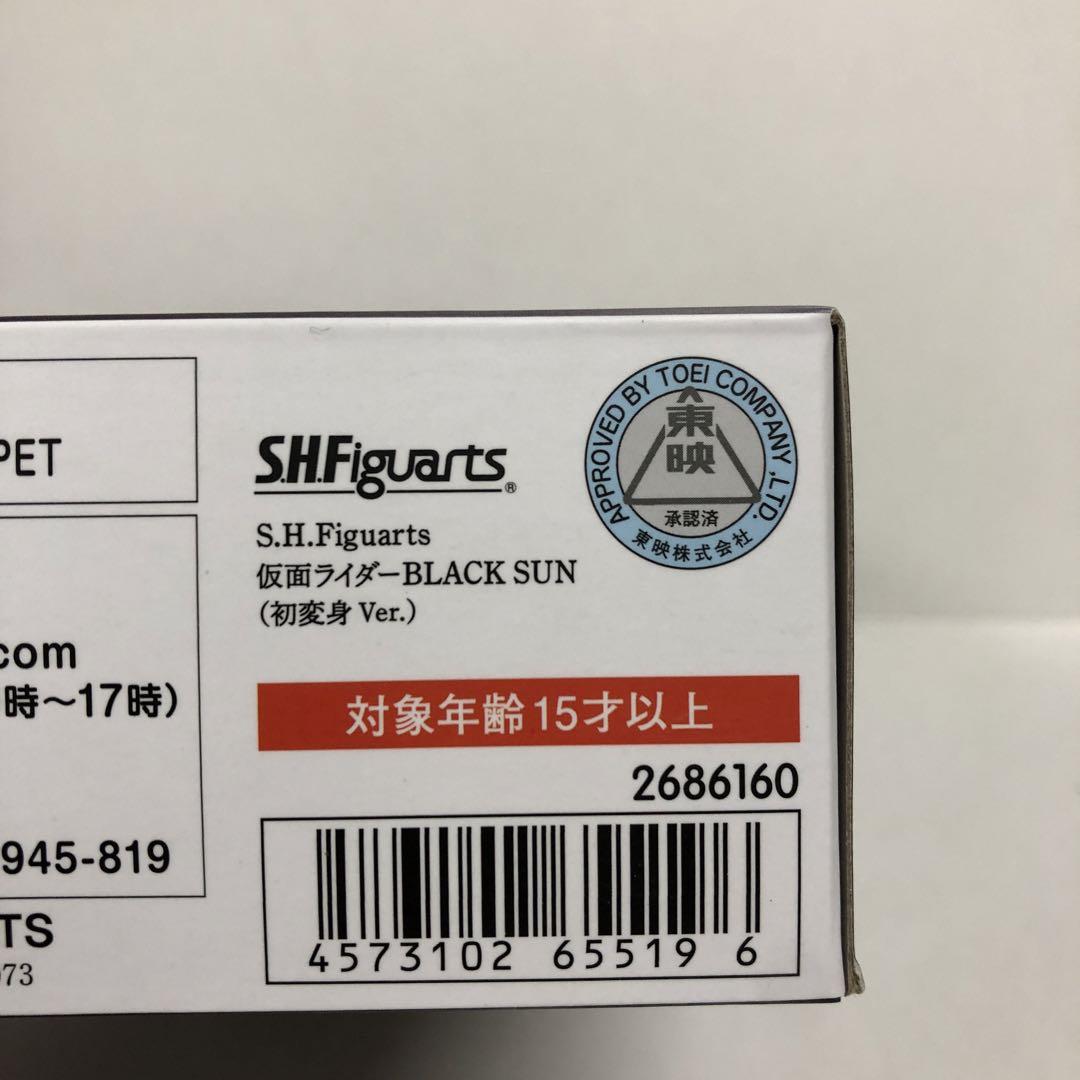 PET
.com
時～17時)
945-819
TS
073
S.H.Figuarts®
S.H.Figuarts
仮面ライダーBLACK SUN
(初変身 Ver.)
APPROVED BY TOEI COMPANY ,LTD.
東映
承認済
東映株式会社
対象年齢15才以上
2686160
4573102 65519 6